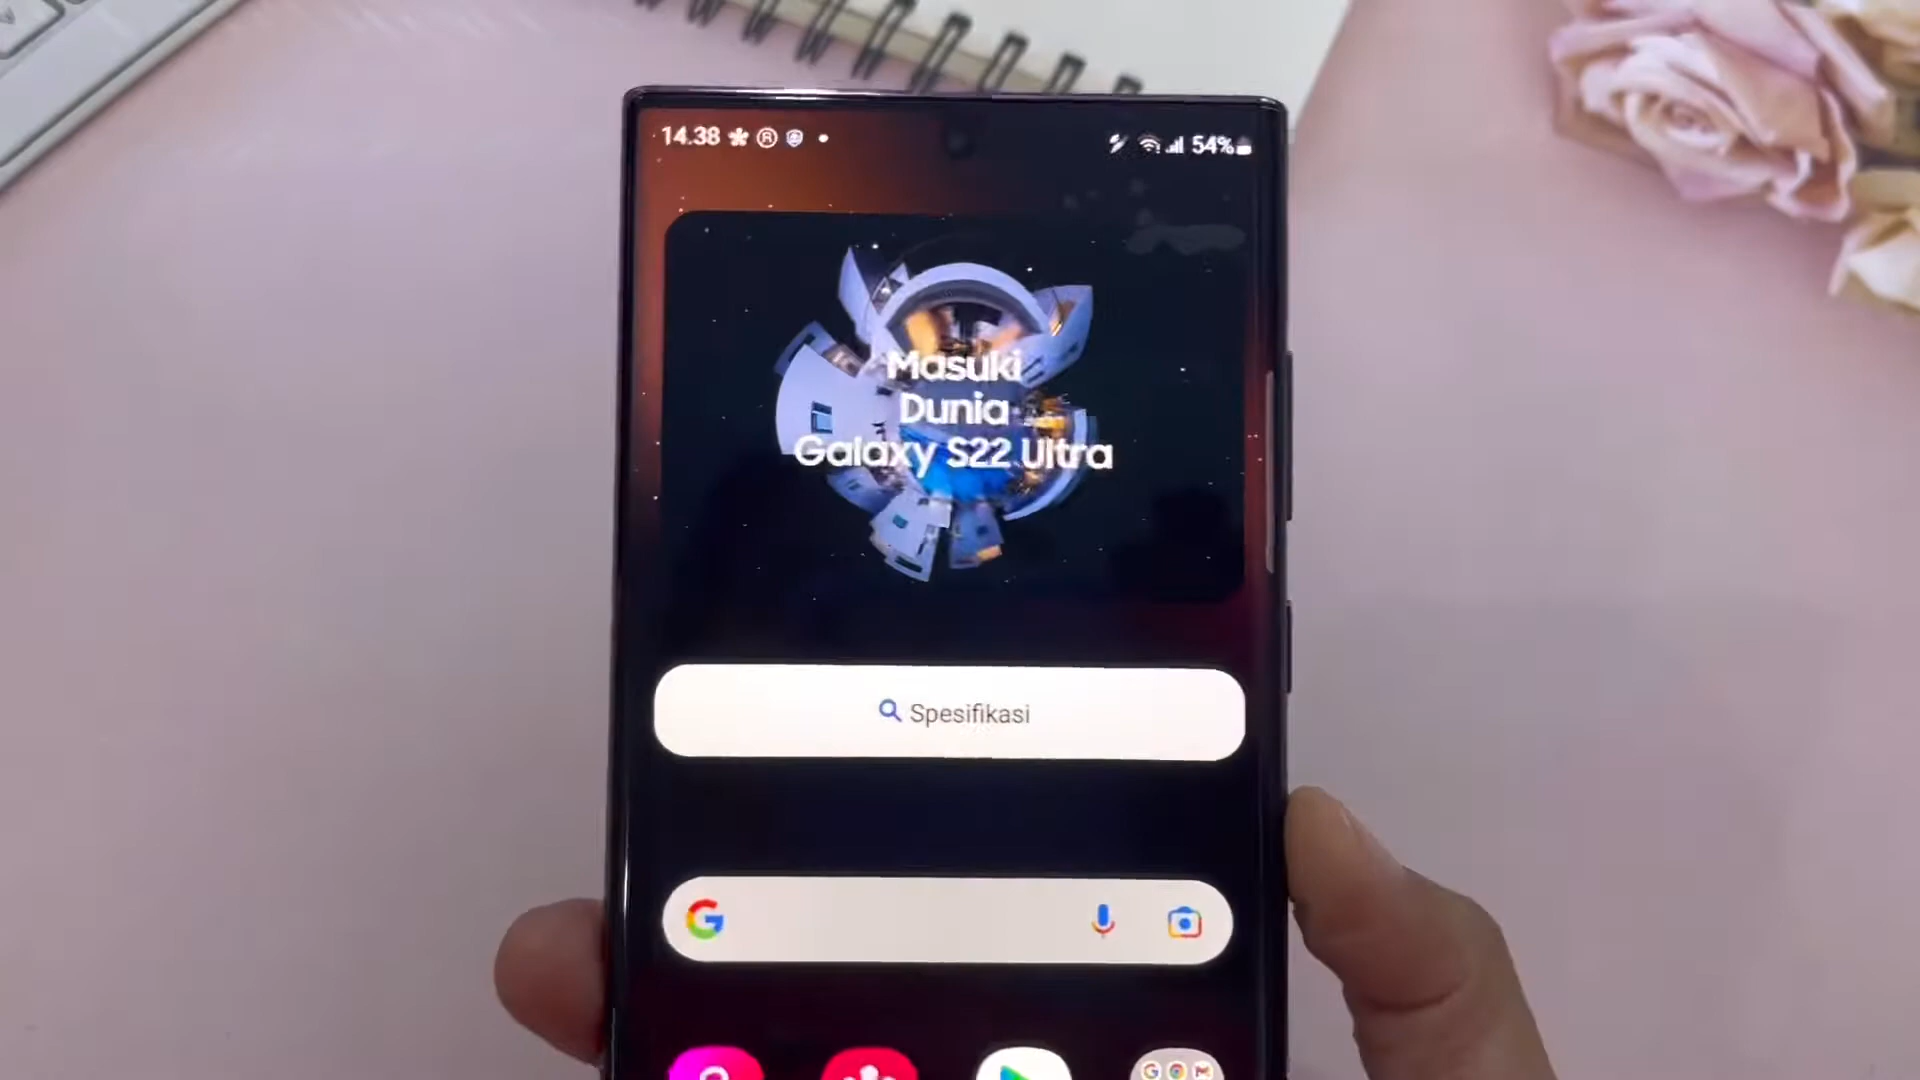 14.38
54%
Masuki
Dunia
Galaxy S22 Ultra
Spesifikasi